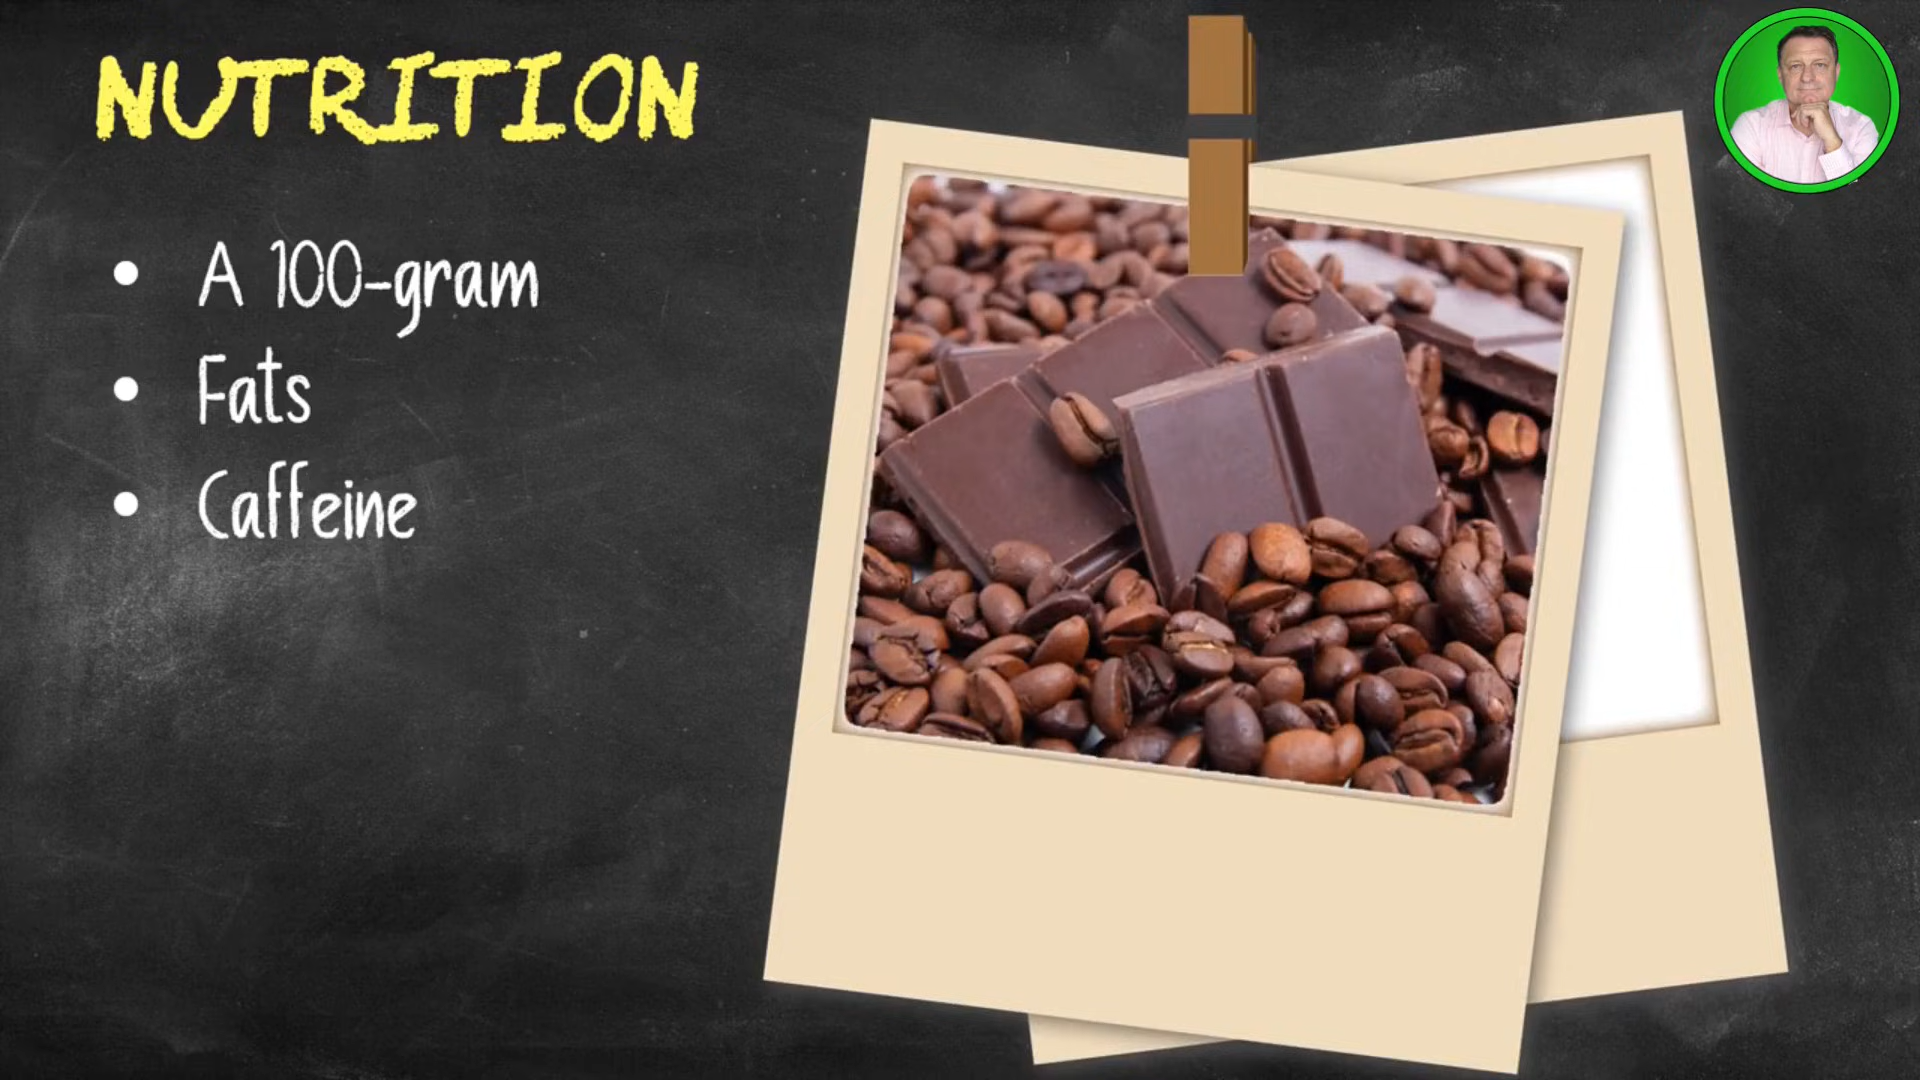 NUTRITION
• A 100-gram
• Fats
• Caffeine